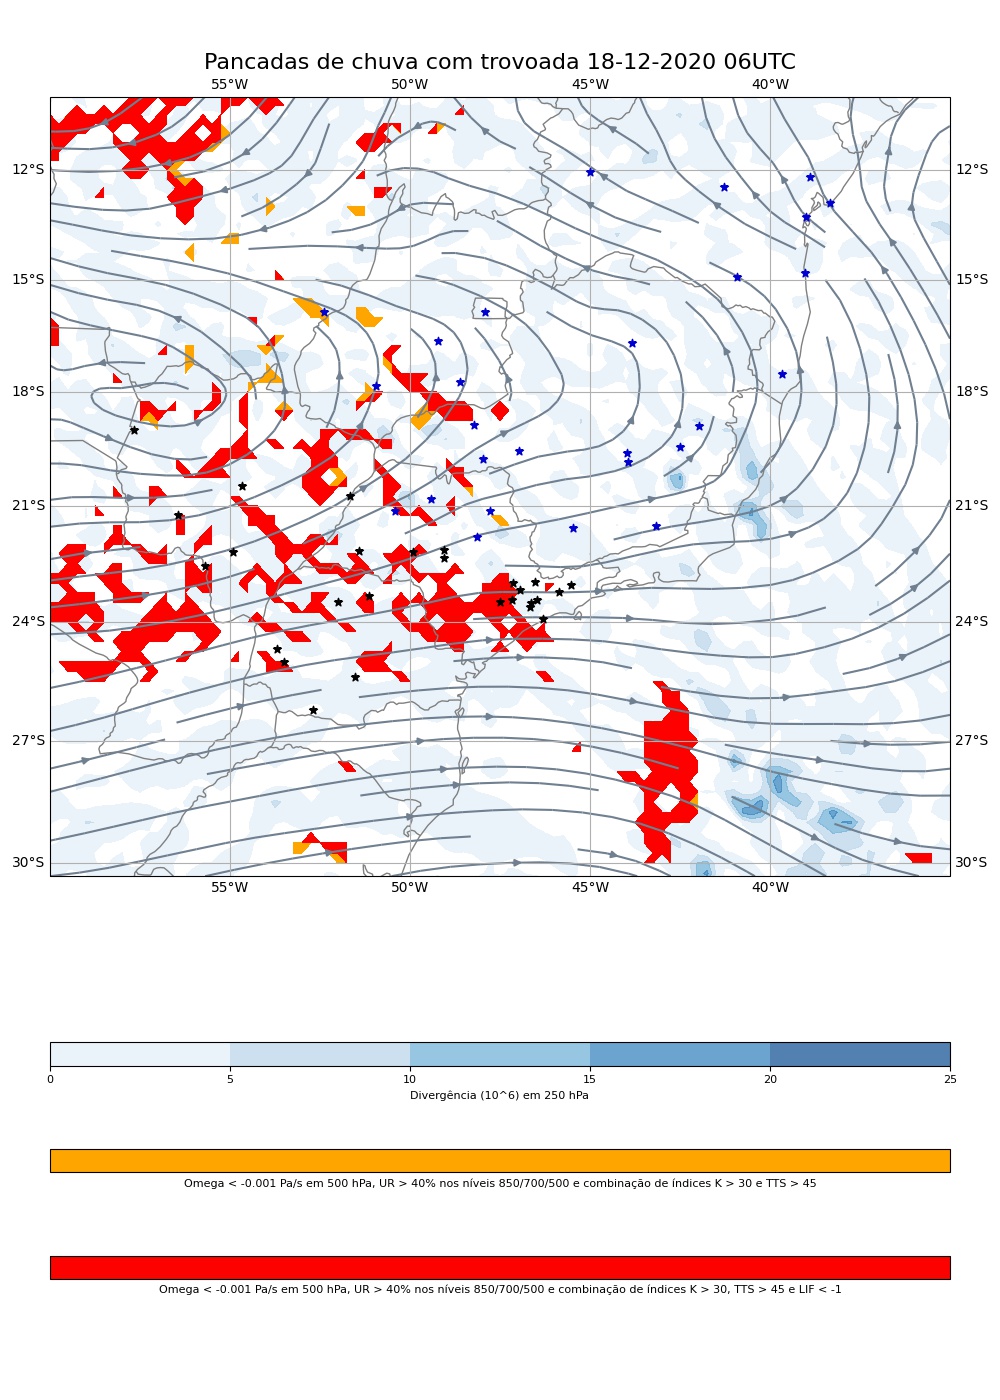 Pancadas de chuva com trovoada 18-12-2020 06UTC
55°W 50°W 45°W 40°W
12°S 12°S
15°S 15°S
18°S 18°S
21°S 21°S
24°S 24°S
27°S 27°S
30°S 30°S
55°W 50°W 45°W 40°W
0 5 10 15 20 25
Divergência (10^6) em 250 hPa
Omega < -0.001 Pa/s em 500 hPa, UR > 40% nos níveis 850/700/500 e combinação de índices K > 30 e TTS > 45
Omega < -0.001 Pa/s em 500 hPa, UR > 40% nos níveis 850/700/500 e combinação de índices K > 30, TTS > 45 e LIF < -1